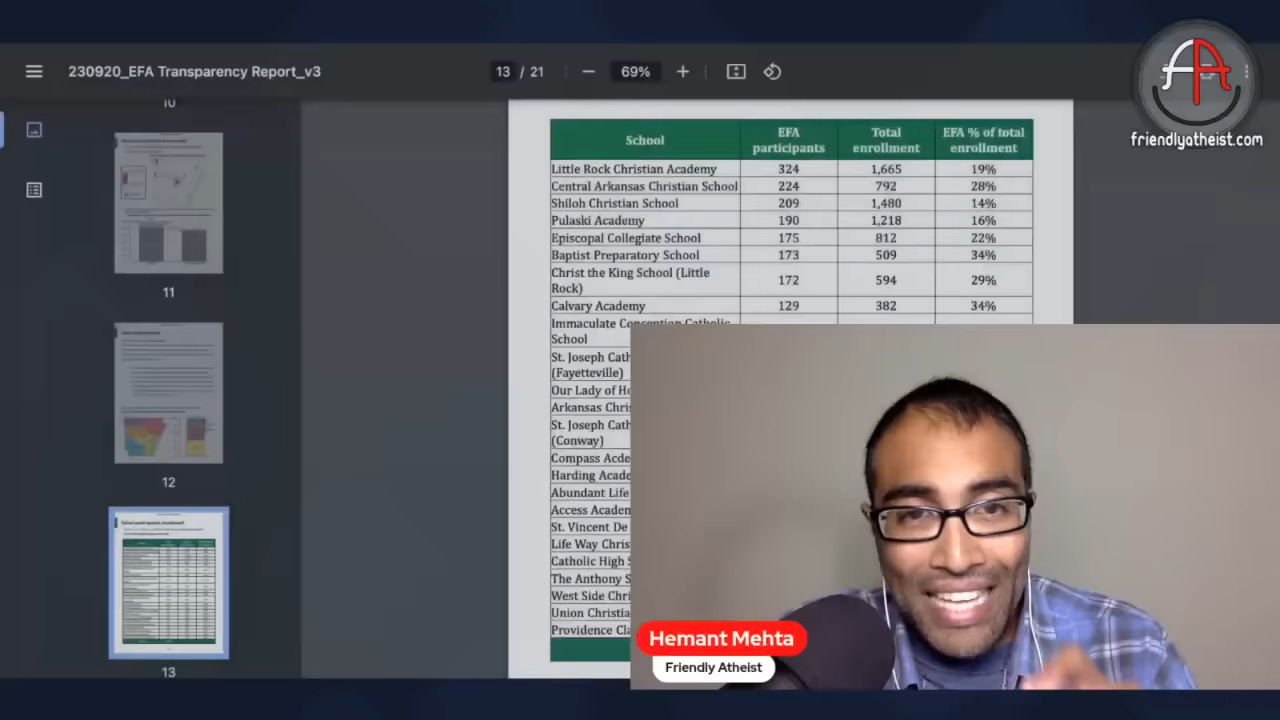 230920_EFA Transparency Report_v3
13 / 21
69%
friendlyatheist.com
10
11
12
13
School
EFA participants
Total enrollment
EFA % of total enrollment
Little Rock Christian Academy 324 1,665 19%
Central Arkansas Christian School 224 792 28%
Shiloh Christian School 209 1,480 14%
Pulaski Academy 190 1,218 16%
Episcopal Collegiate School 175 812 22%
Baptist Preparatory School 173 509 34%
Christ the King School (Little
Rock) 172 594 29%
Calvary Academy 129 382 34%
Immaculate Conception Catholic
School
St. Joseph Cath
(Fayetteville)
Our Lady of Ho
Arkansas Chris
St. Joseph Cath
(Conway)
Compass Acde
Harding Acade
Abundant Life
Access Academ
St. Vincent De
Life Way Chris
Catholic High S
The Anthony S
West Side Chri
Union Christia
Providence Cla
Hemant Mehta
Friendly Atheist